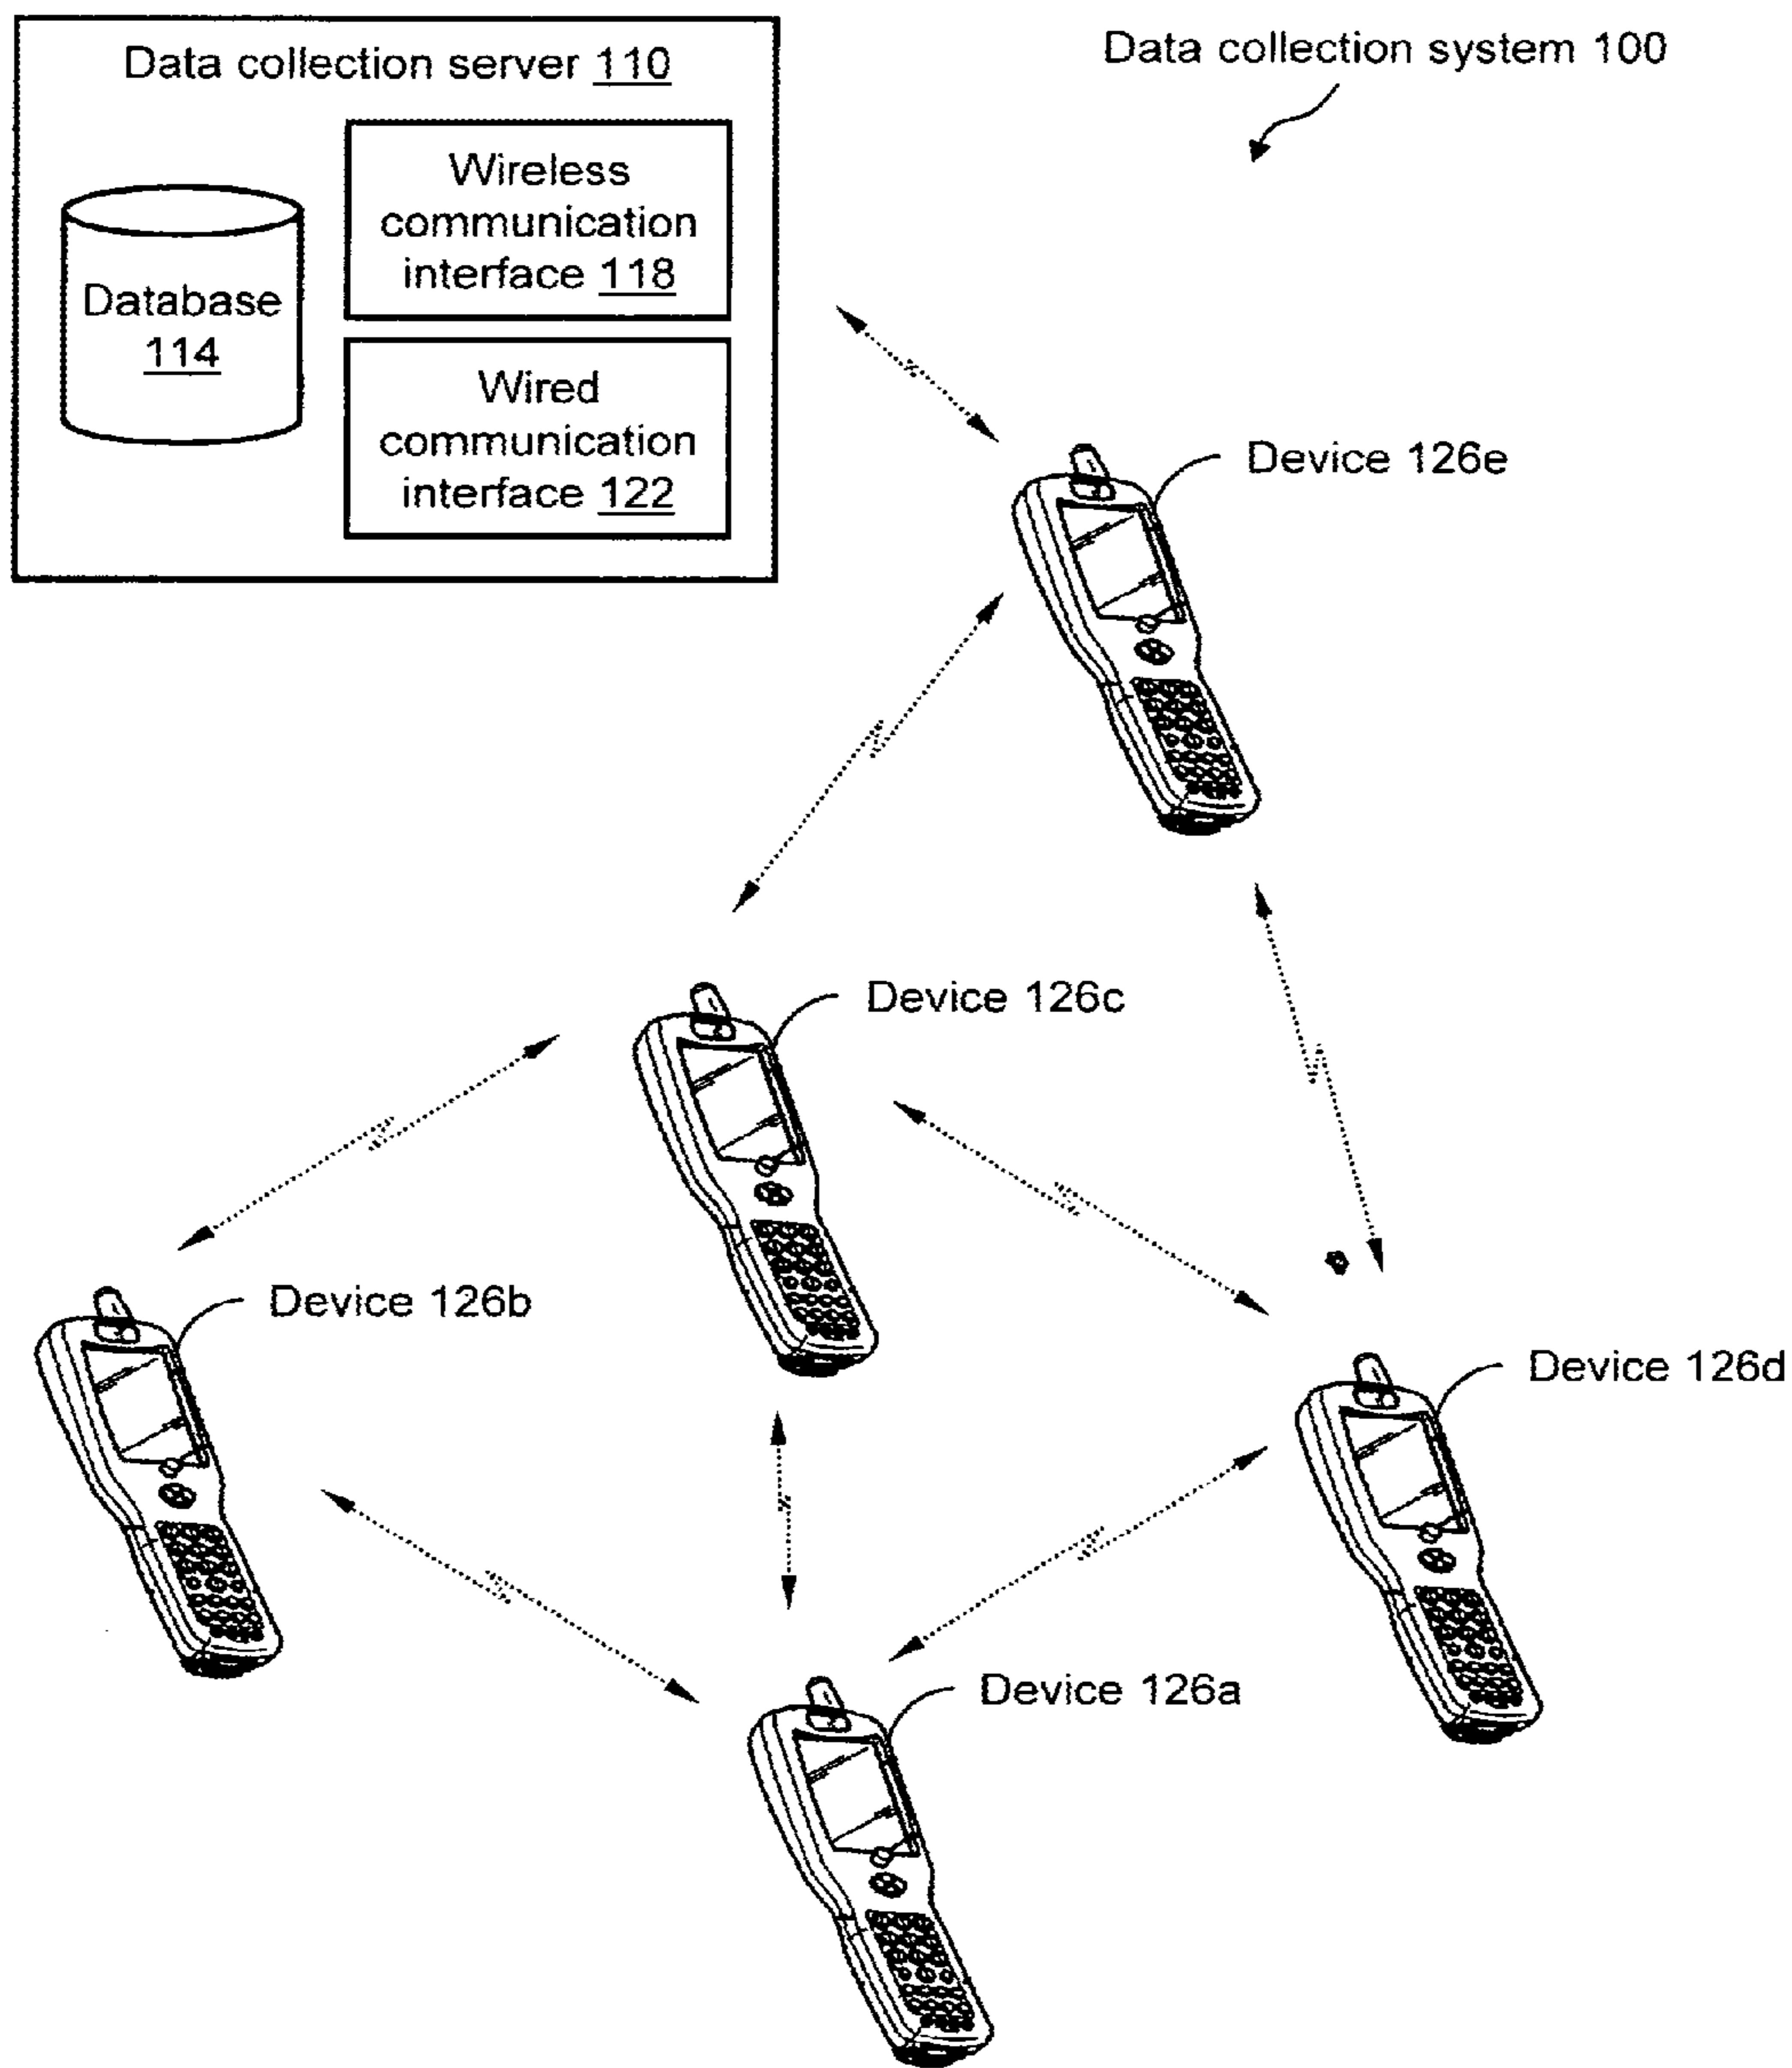 Data collection server 110
Data collection system 100
Wireless
communication
interface 118
Database
114
Wired
communication
interface 122
Device 126e
Device 126c
Device 126b
Device 126d
Device 126a